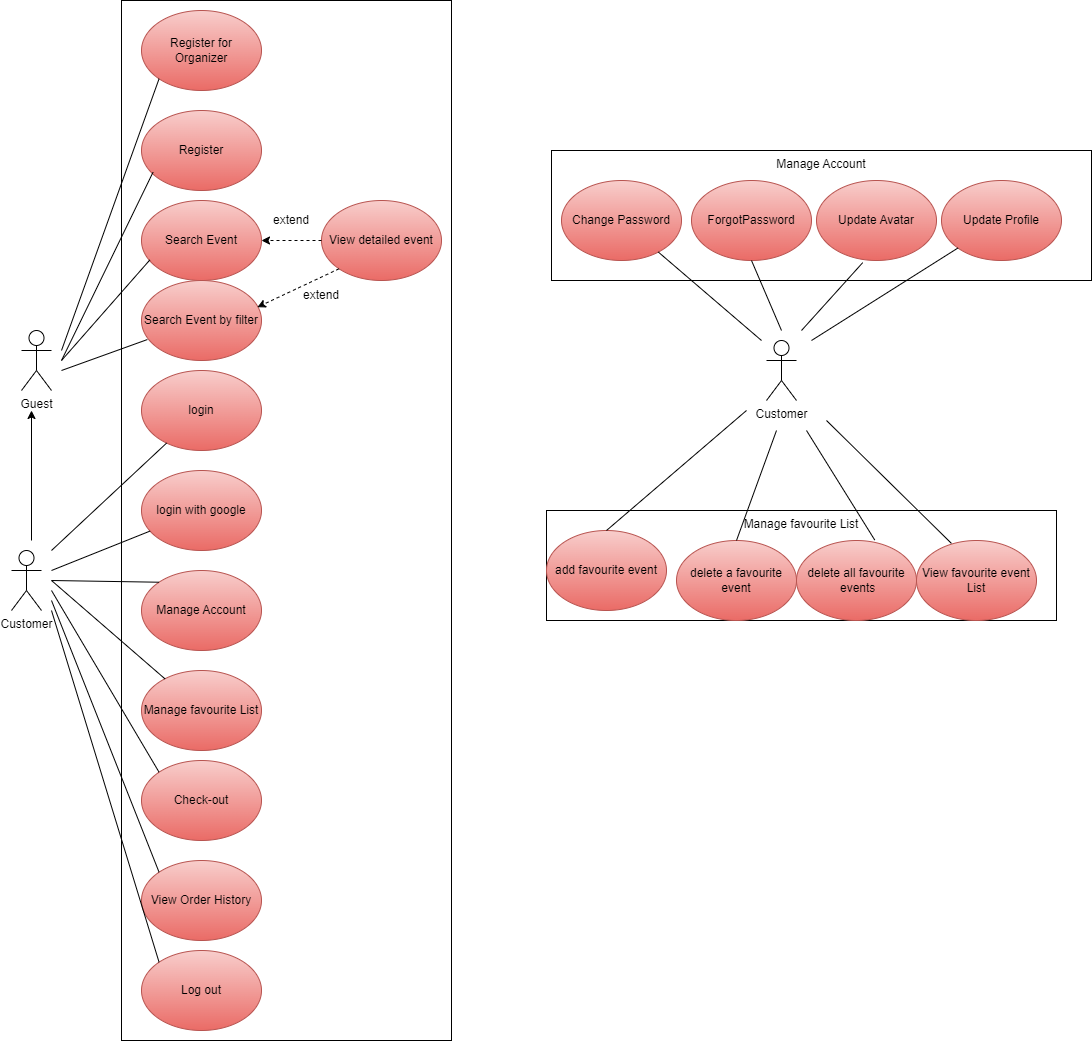 Register for
Organizer
Register
Search Event
extend
View detailed event
extend
Search Event by filter
Guest
login
login with google
Customer
Manage Account
Manage favourite List
Check-out
View Order History
Log out
Manage Account
Change Password
ForgotPassword
Update Avatar
Update Profile
Customer
Manage favourite List
add favourite event
delete a favourite
event
delete all favourite
events
View favourite event
List